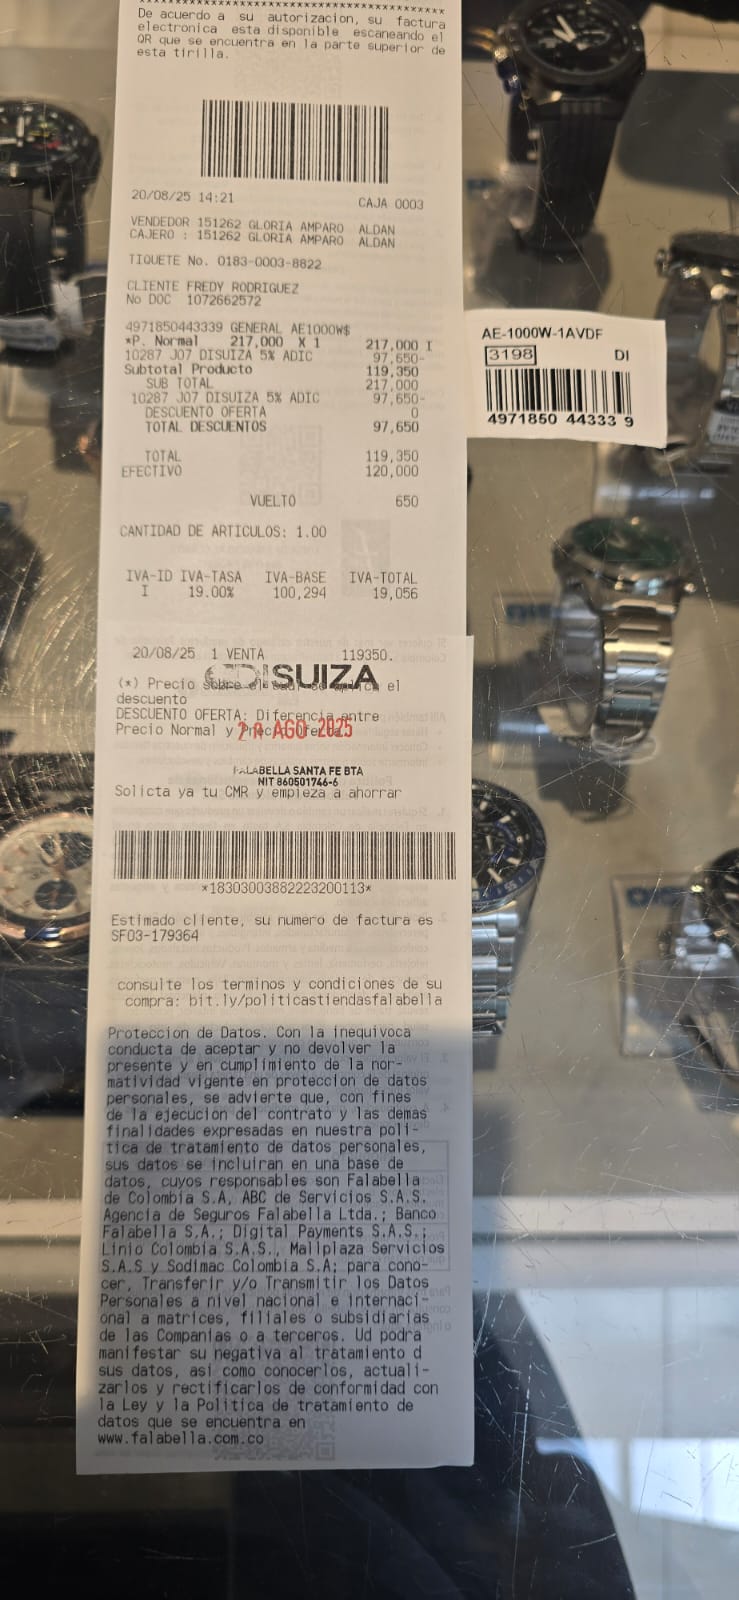 De acuerdo a su autorizacion, su factura
electronica esta disponible escaneando el
QR que se encuentra en la parte superior de
esta tirilla.
20/08/25 14:21 CAJA 0003
VENDEDOR 151262 GLORIA AMPARO ALDAN
CAJERO : 151262 GLORIA AMPARO ALDAN
TIQUETE No. 0183-0003-8822
CLIENTE FREDY RODRIGUEZ
No DOC 1072662572
4971850443339 GENERAL AE1000W$
*P. Normal 217,000 X 1 217,000 I
10287 J07 DISUIZA 5% ADIC 97,650-
Subtotal Producto 119,350
SUB TOTAL 217,000
10287 J07 DISUIZA 5% ADIC 97,650-
DESCUENTO OFERTA 0
TOTAL DESCUENTOS 97,650
TOTAL 119,350
EFECTIVO 120,000
VUELTO 650
CANTIDAD DE ARTICULOS: 1.00
IVA-ID IVA-TASA IVA-BASE IVA-TOTAL
I 19.00% 100,294 19,056
20/08/25 1 VENTA 119350.
DISUIZA
(*) Precio sobre el cual se aplica el
descuento
DESCUENTO OFERTA: Diferencia entre
Precio Normal y Precio Oferta.
AGO 2025
FALABELLA SANTA FE BTA
NIT 860501746-6
Solicta ya tu CMR y empieza a ahorrar
*18303003882223200113*
Estimado cliente, su numero de factura es
SF03-179364
consulte los terminos y condiciones de su
compra: bit.ly/politicastiendasfalabella
Proteccion de Datos. Con la inequivoca
conducta de aceptar y no devolver la
presente y en cumplimiento de la nor-
matividad vigente en proteccion de datos
personales, se advierte que, con fines
de la ejecucion del contrato y las demas
finalidades expresadas en nuestra poli-
tica de tratamiento de datos personales,
sus datos se incluiran en una base de
datos, cuyos responsables son Falabella
de Colombia S.A, ABC de Servicios S.A.S.
Agencia de Seguros Falabella Ltda.; Banco
Falabella S.A.; Digital Payments S.A.S.;
Linio Colombia S.A.S., Mallplaza Servicios
S.A.S y Sodimac Colombia S.A; para cono-
cer, Transferir y/o Transmitir los Datos
Personales a nivel nacional e internaci-
onal a matrices, filiales o subsidiarias
de las Companias o a terceros. Ud podra
manifestar su negativa al tratamiento d
sus datos, asi como conocerlos, actuali-
zarlos y rectificarlos de conformidad con
la Ley y la Politica de tratamiento de
datos que se encuentra en
www.falabella.com.co
AE-1000W-1AVDF
3198 DI
4971850 44333 9